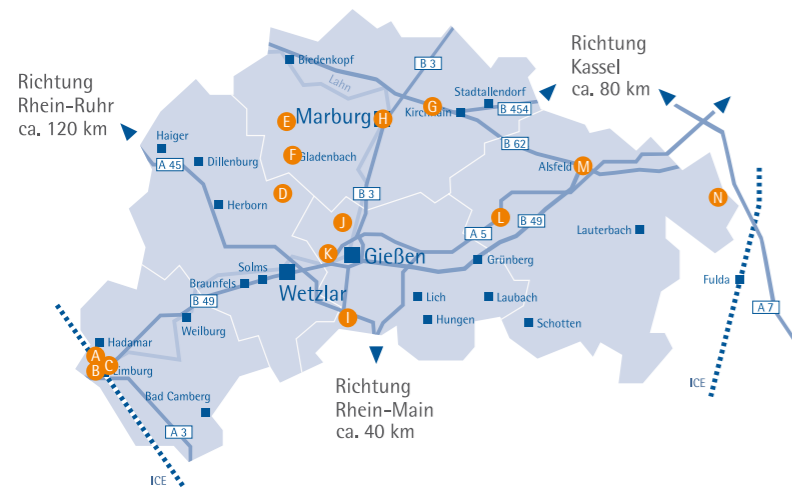 Richtung
Kassel
ca. 80 km
Richtung
Rhein-Ruhr
ca. 120 km
Biedenkopf
B 3
Lahn
Stadtallendorf
G
Kirchhain
B 454
E
Marburg
H
Haiger
B 62
A 45
Dillenburg
F
Gladenbach
Alsfeld
M
D
B 3
Herborn
N
J
L
B 49
A 5
Lauterbach
K
Gießen
Grünberg
Solms
Braunfels
Wetzlar
Fulda
B 49
Lich
Laubach
A 7
Weilburg
I
Hungen
Schotten
Hadamar
A
C
B
Limburg
Richtung
Rhein-Main
ca. 40 km
ICE
Bad Camberg
A 3
ICE